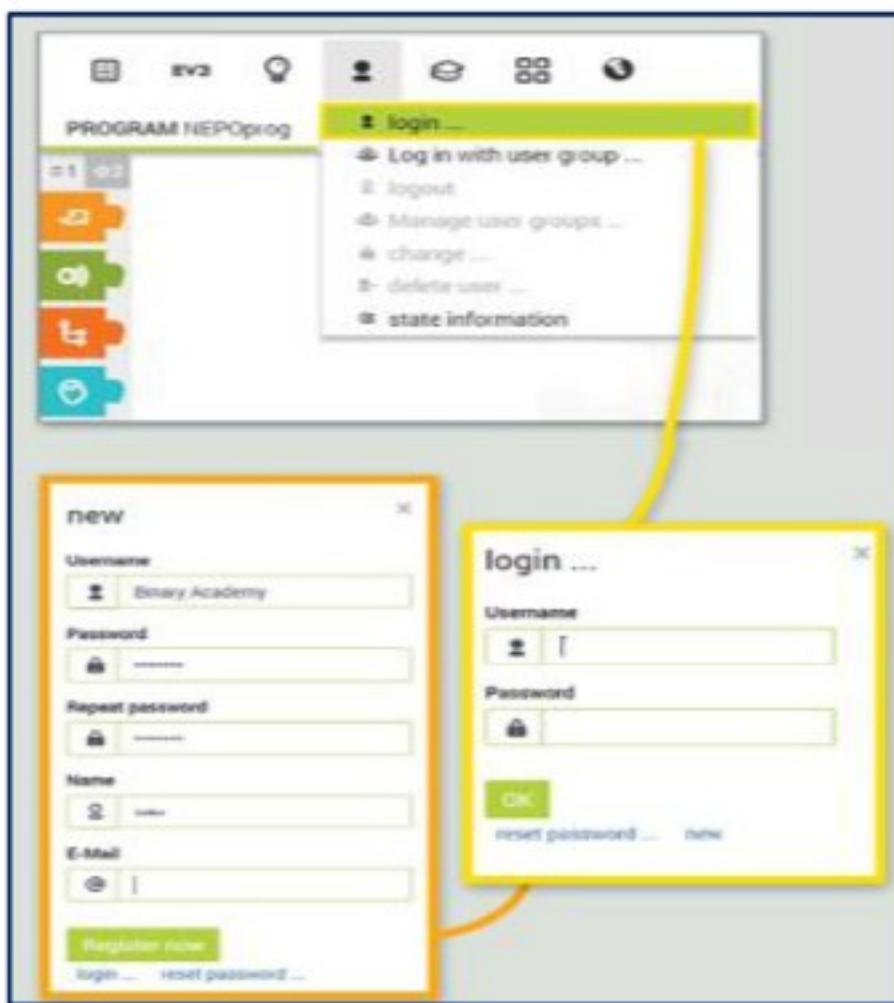 EV3
PROGRAM NEPOprog
login ...
Log in with user group ...
logout
Manage user groups ...
change ...
delete user ...
state information
new
×
Username
Binary Academy
Password
Repeat password
Name
E-Mail
@
Register now
login ... reset password ...
login ...
×
Username
Password
OK
reset password ... new